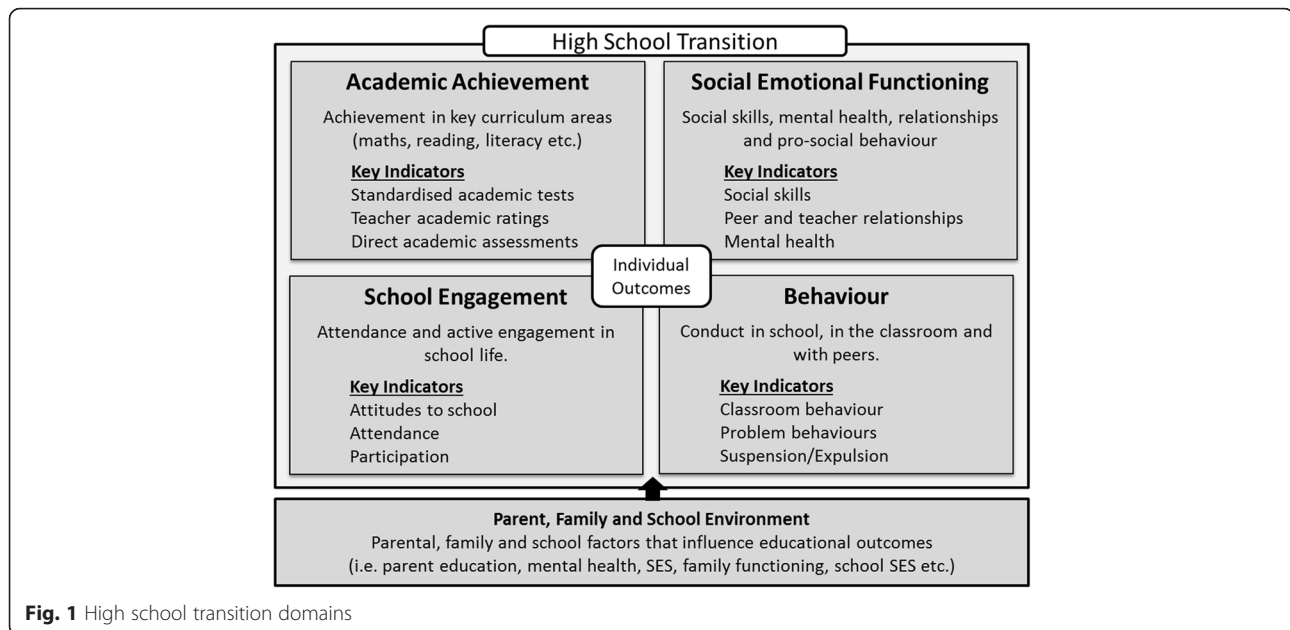 High School Transition
Academic Achievement
Achievement in key curriculum areas
(maths, reading, literacy etc.)
Key Indicators
Standardised academic tests
Teacher academic ratings
Direct academic assessments
Social Emotional Functioning
Social skills, mental health, relationships
and pro-social behaviour
Key Indicators
Social skills
Peer and teacher relationships
Mental health
Individual
Outcomes
School Engagement
Attendance and active engagement in
school life.
Key Indicators
Attitudes to school
Attendance
Participation
Behaviour
Conduct in school, in the classroom and
with peers.
Key Indicators
Classroom behaviour
Problem behaviours
Suspension/Expulsion
Parent, Family and School Environment
Parental, family and school factors that influence educational outcomes
(i.e. parent education, mental health, SES, family functioning, school SES etc.)
Fig. 1 High school transition domains